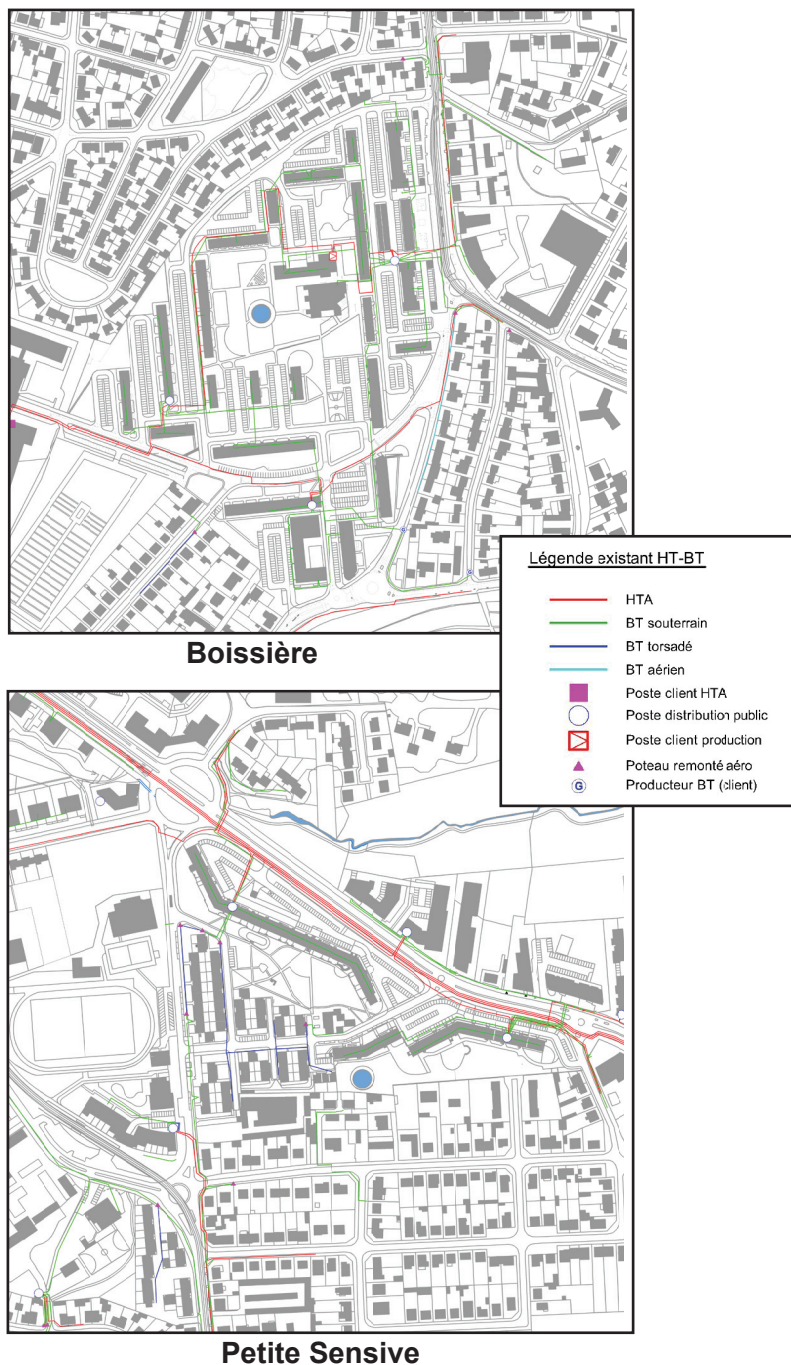 Boissière
Légende existant HT-BT
HTA
BT souterrain
BT torsadé
BT aérien
Poste client HTA
Poste distribution public
Poste client production
Poteau remonté aéro
G Producteur BT (client)
G
G
Petite Sensive